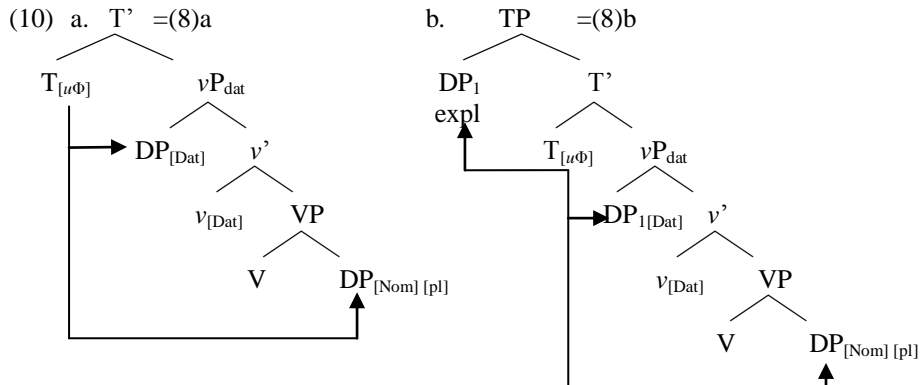 (10) a. T’ =(8)a b. TP =(8)b
T[uΦ] vPdat DP1 T’
expl
DP[Dat] v’ T[uΦ] vPdat
v[Dat] VP DP1[Dat] v’
V DP[Nom] [pl] v[Dat] VP
V DP[Nom] [pl]